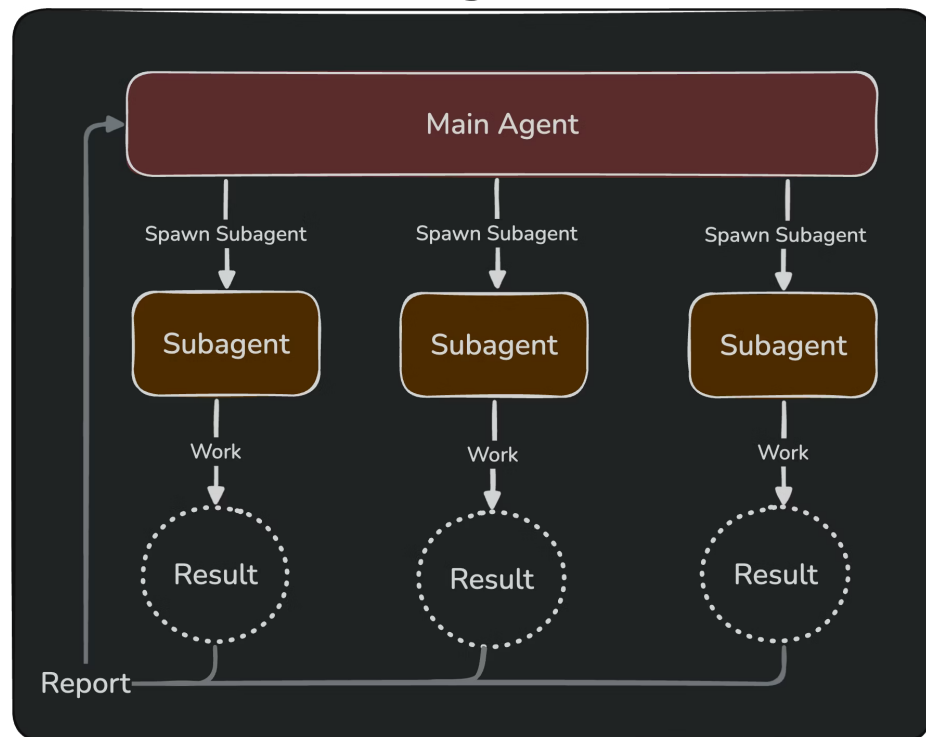 Main Agent
Spawn Subagent
Spawn Subagent
Spawn Subagent
Subagent
Subagent
Subagent
Work
Work
Work
Result
Result
Result
Report